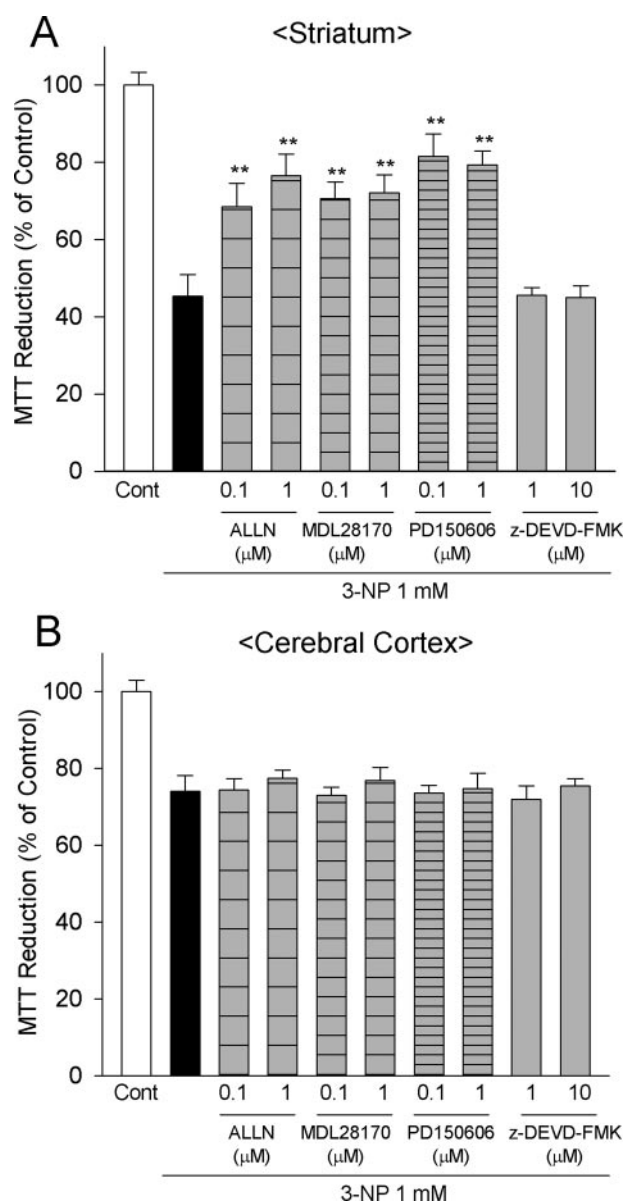 A
<Striatum>
MTT Reduction (% of Control)
100
80
60
40
20
0
** ** ** ** ** **
Cont 0.1 1 0.1 1 0.1 1 1 10
ALLN MDL28170 PD150606 z-DEVD-FMK
(μM) (μM) (μM) (μM)
3-NP 1 mM
B
<Cerebral Cortex>
MTT Reduction (% of Control)
100
80
60
40
20
0
Cont 0.1 1 0.1 1 0.1 1 1 10
ALLN MDL28170 PD150606 z-DEVD-FMK
(μM) (μM) (μM) (μM)
3-NP 1 mM